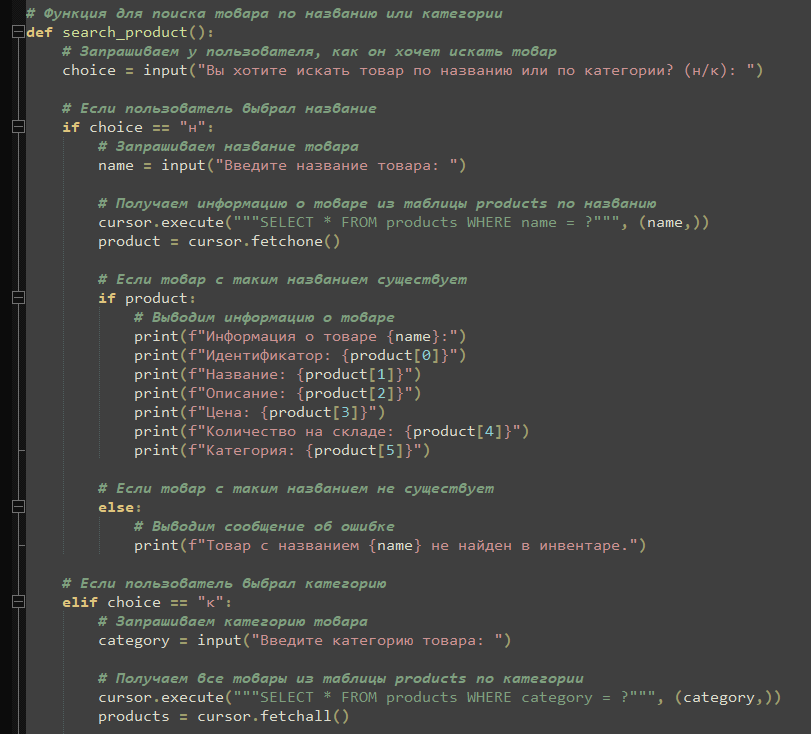 # Функция для поиска товара по названию или категории
def search_product():
    # Запрашиваем у пользователя, как он хочет искать товар
    choice = input("Вы хотите искать товар по названию или по категории? (н/к): ")

    # Если пользователь выбрал название
    if choice == "н":
        # Запрашиваем название товара
        name = input("Введите название товара: ")

        # Получаем информацию о товаре из таблицы products по названию
        cursor.execute("""SELECT * FROM products WHERE name = ?""", (name,))
        product = cursor.fetchone()

        # Если товар с таким названием существует
        if product:
            # Выводим информацию о товаре
            print(f"Информация о товаре {name}:")
            print(f"Идентификатор: {product[0]}")
            print(f"Название: {product[1]}")
            print(f"Описание: {product[2]}")
            print(f"Цена: {product[3]}")
            print(f"Количество на складе: {product[4]}")
            print(f"Категория: {product[5]}")

        # Если товар с таким названием не существует
        else:
            # Выводим сообщение об ошибке
            print(f"Товар с названием {name} не найден в инвентаре.")

    # Если пользователь выбрал категорию
    elif choice == "к":
        # Запрашиваем категорию товара
        category = input("Введите категорию товара: ")

        # Получаем все товары из таблицы products по категории
        cursor.execute("""SELECT * FROM products WHERE category = ?""", (category,))
        products = cursor.fetchall()